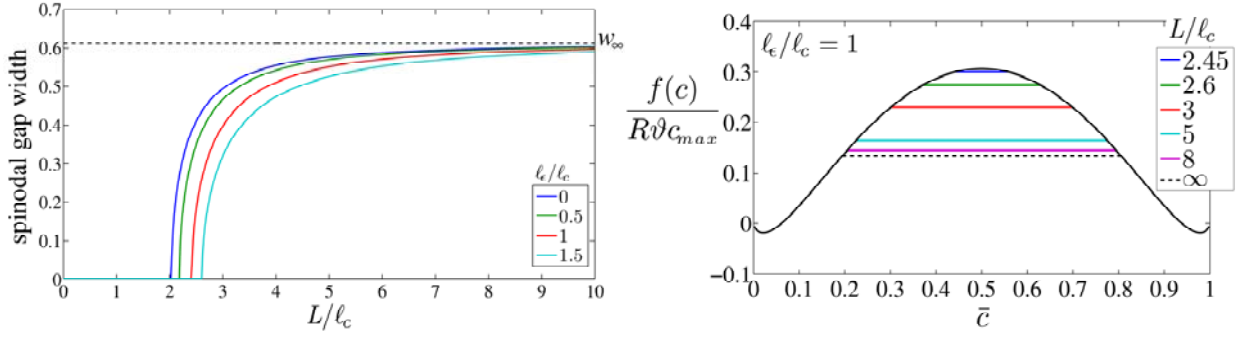 0.7
0.6
0.5
0.4
0.3
0.2
0.1
0
spinodal gap width
w∞
ℓϵ/ℓc
0
0.5
1
1.5
0 1 2 3 4 5 6 7 8 9 10
L/ℓc
0.4
0.3
0.2
0.1
0
−0.1
f(c)
Rϑc_max
ℓϵ/ℓc = 1
L/ℓc
2.45
2.6
3
5
8
∞
0 0.1 0.2 0.3 0.4 0.5 0.6 0.7 0.8 0.9 1
c̄